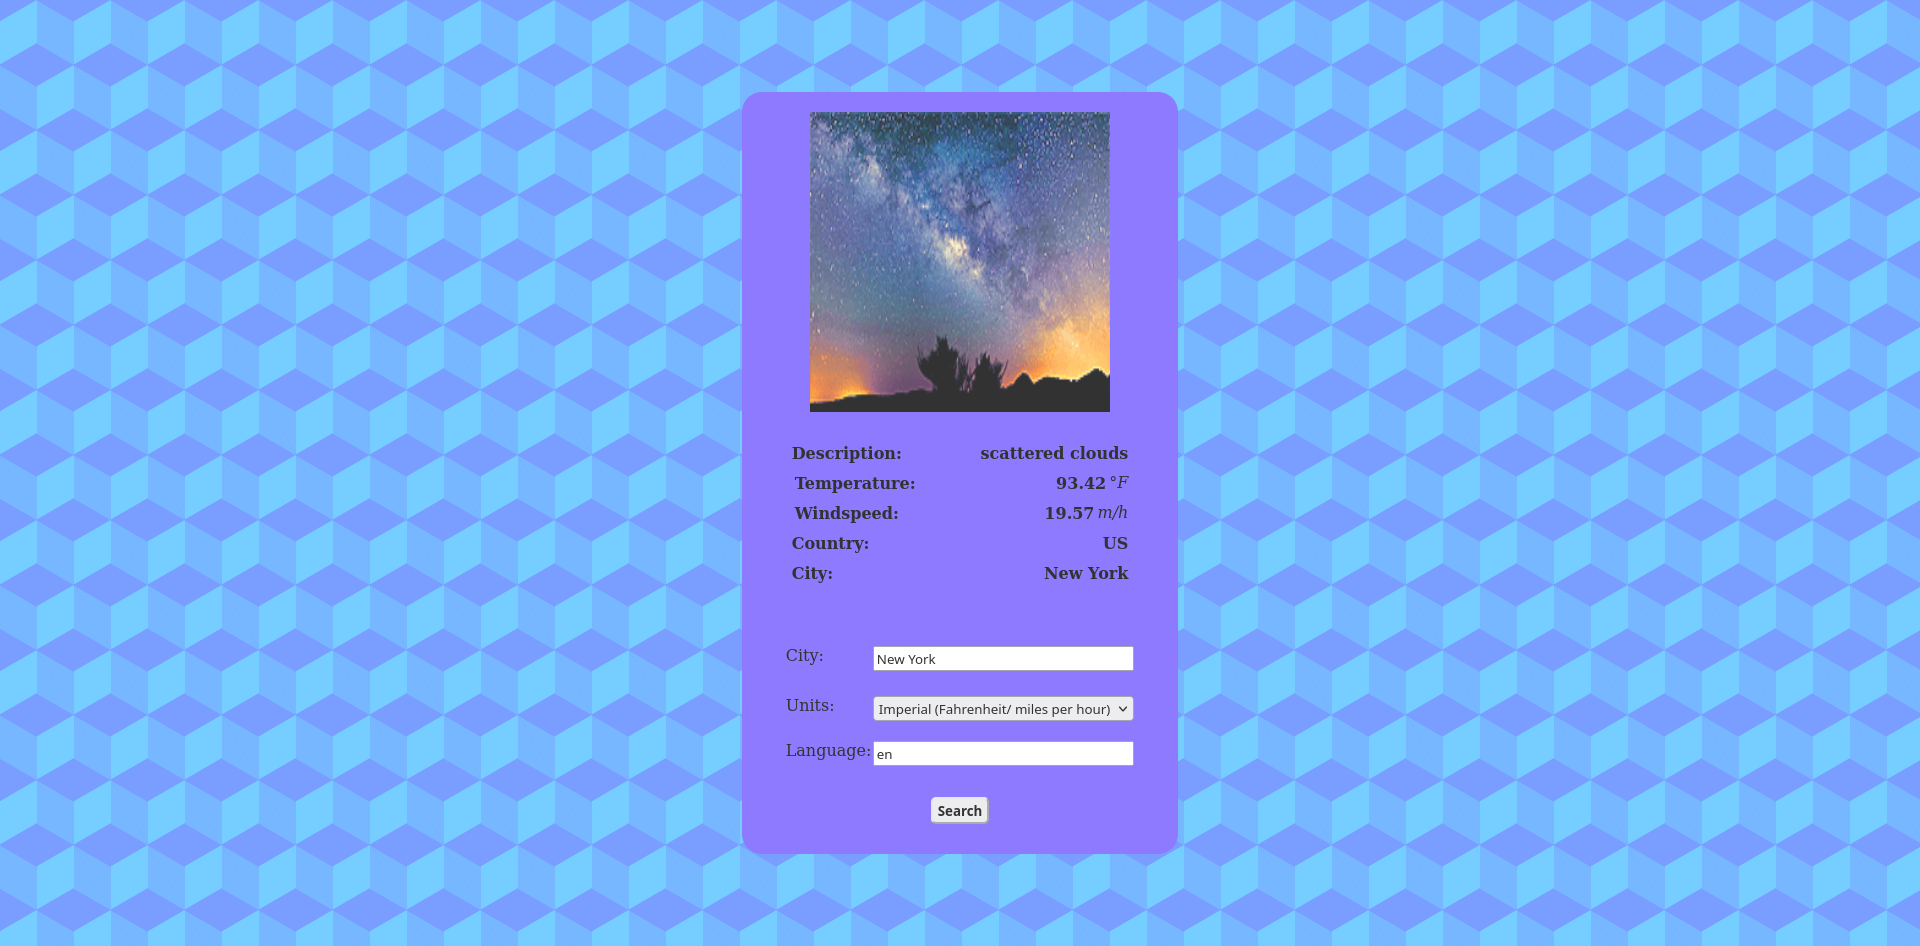 Description: scattered clouds
Temperature: 93.42 °F
Windspeed: 19.57 m/h
Country: US
City: New York
City: New York
Units: Imperial (Fahrenheit/ miles per hour)
Language: en
Search